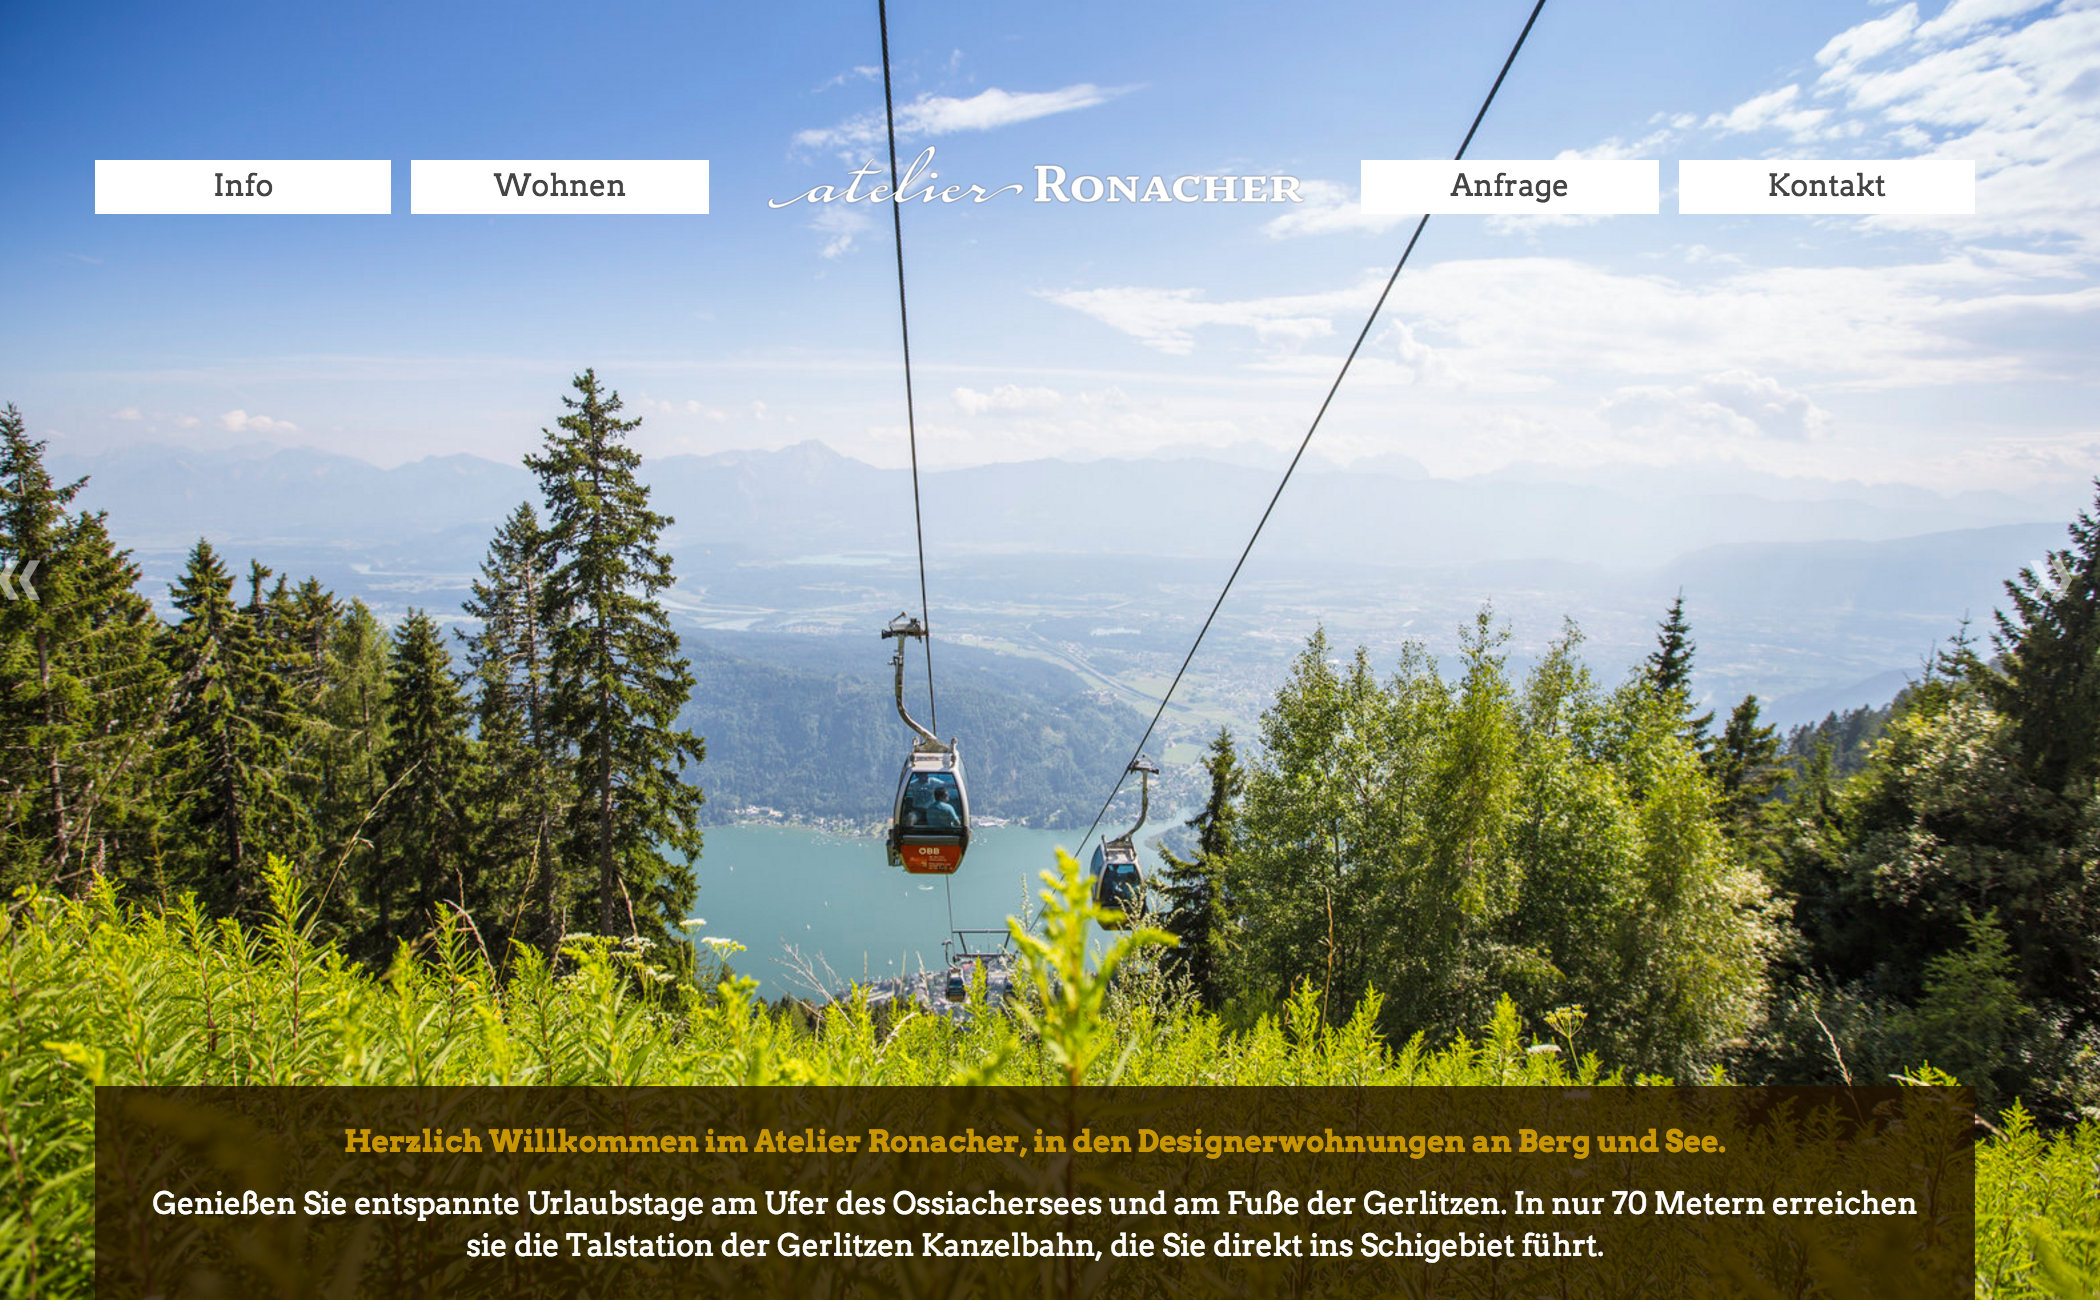 Info
Wohnen
atelier RONACHER
Anfrage
Kontakt
«
»
ÖBB
Herzlich Willkommen im Atelier Ronacher, in den Designerwohnungen an Berg und See.
Genießen Sie entspannte Urlaubstage am Ufer des Ossiachersees und am Fuße der Gerlitzen. In nur 70 Metern erreichen
sie die Talstation der Gerlitzen Kanzelbahn, die Sie direkt ins Schigebiet führt.